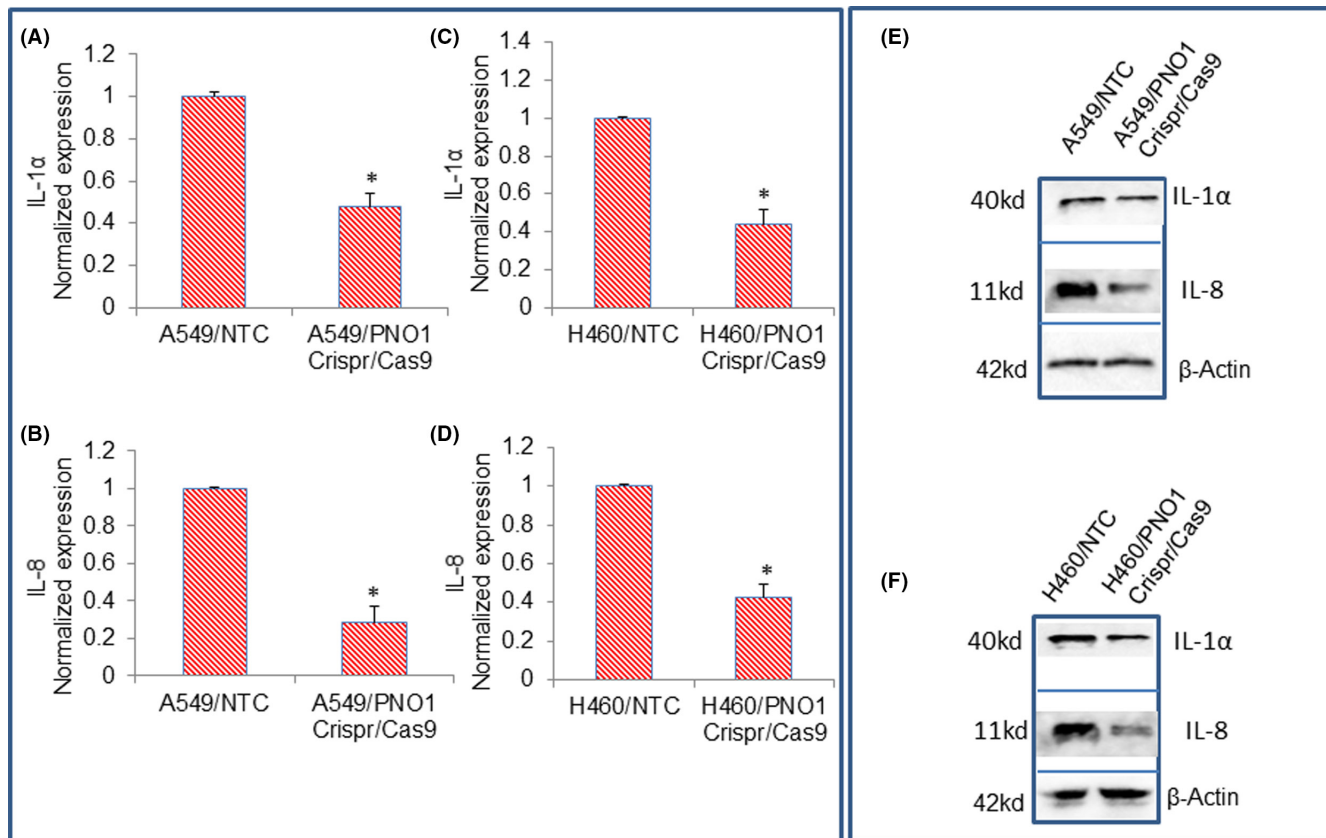 (A)
IL-1α
Normalized expression
1.2
1
0.8
0.6
0.4
0.2
0
*
A549/NTC
A549/PNO1
Crispr/Cas9
(C)
IL-1α
Normalized expression
1.4
1.2
1
0.8
0.6
0.4
0.2
0
*
H460/NTC
H460/PNO1
Crispr/Cas9
(B)
IL-8
Normalized expression
1.2
1
0.8
0.6
0.4
0.2
0
*
A549/NTC
A549/PNO1
Crispr/Cas9
(D)
IL-8
Normalized expression
1.2
1
0.8
0.6
0.4
0.2
0
*
H460/NTC
H460/PNO1
Crispr/Cas9
(E)
A549/NTC
A549/PNO1
Crispr/Cas9
40kd IL-1α
11kd IL-8
42kd β-Actin
(F)
H460/NTC
H460/PNO1
Crispr/Cas9
40kd IL-1α
11kd IL-8
42kd β-Actin